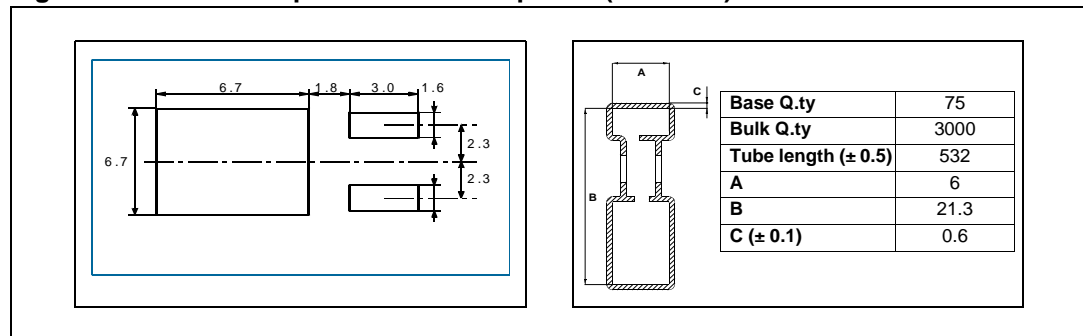 6.7 1.8 3.0 1.6
2.3
6.7
2.3
A
C
B
Base Q.ty 75
Bulk Q.ty 3000
Tube length (± 0.5) 532
A 6
B 21.3
C (± 0.1) 0.6